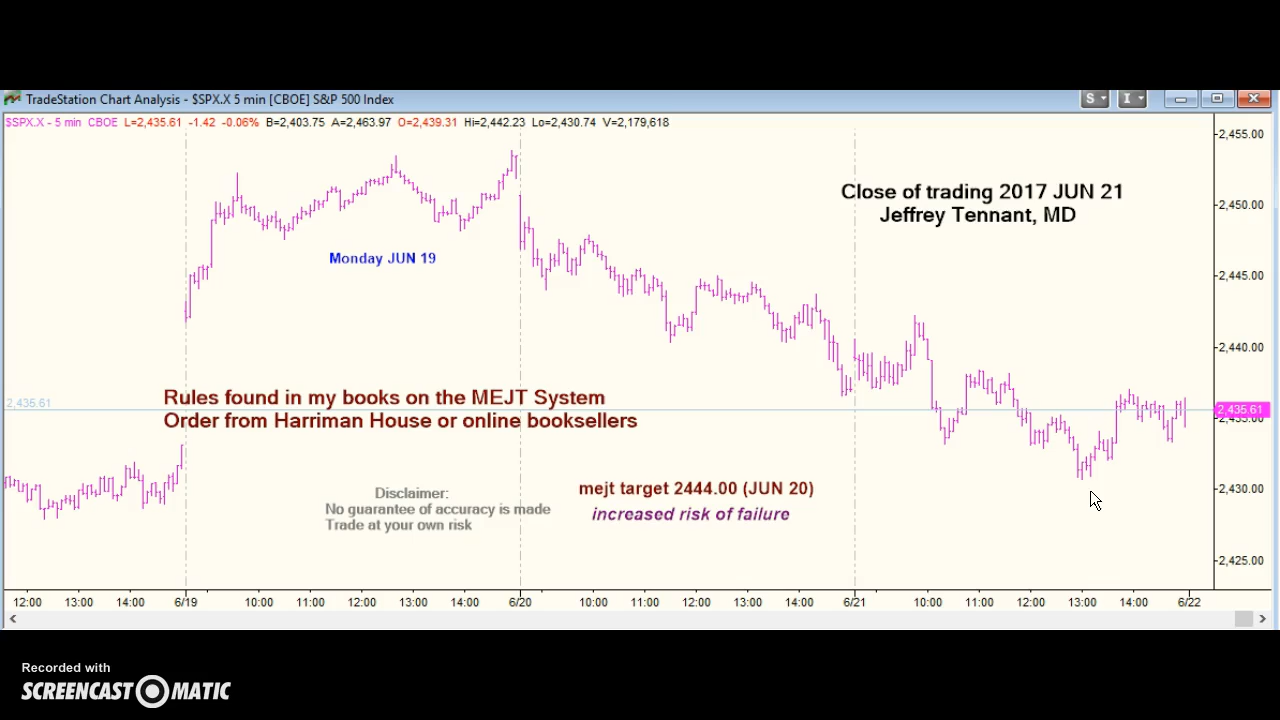 TradeStation Chart Analysis - $SPX.X 5 min [CBOE] S&P 500 Index
S I
$SPX.X - 5 min CBOE L=2,435.61 -1.42 -0.06% B=2,403.75 A=2,463.97 O=2,439.31 Hi=2,442.23 Lo=2,430.74 V=2,179,618
2,455.00
Close of trading 2017 JUN 21
Jeffrey Tennant, MD
2,450.00
Monday JUN 19
2,445.00
2,440.00
Rules found in my books on the MEJT System
2,435.61
2,435.61
Order from Harriman House or online booksellers
2,435.00
mejt target 2444.00 (JUN 20)
2,430.00
Disclaimer:
No guarantee of accuracy is made
increased risk of failure
Trade at your own risk
2,425.00
12:00 13:00 14:00 6/19 10:00 11:00 12:00 13:00 14:00 6/20 10:00 11:00 12:00 13:00 14:00 6/21 10:00 11:00 12:00 13:00 14:00 6/22
Recorded with
SCREENCAST-O-MATIC